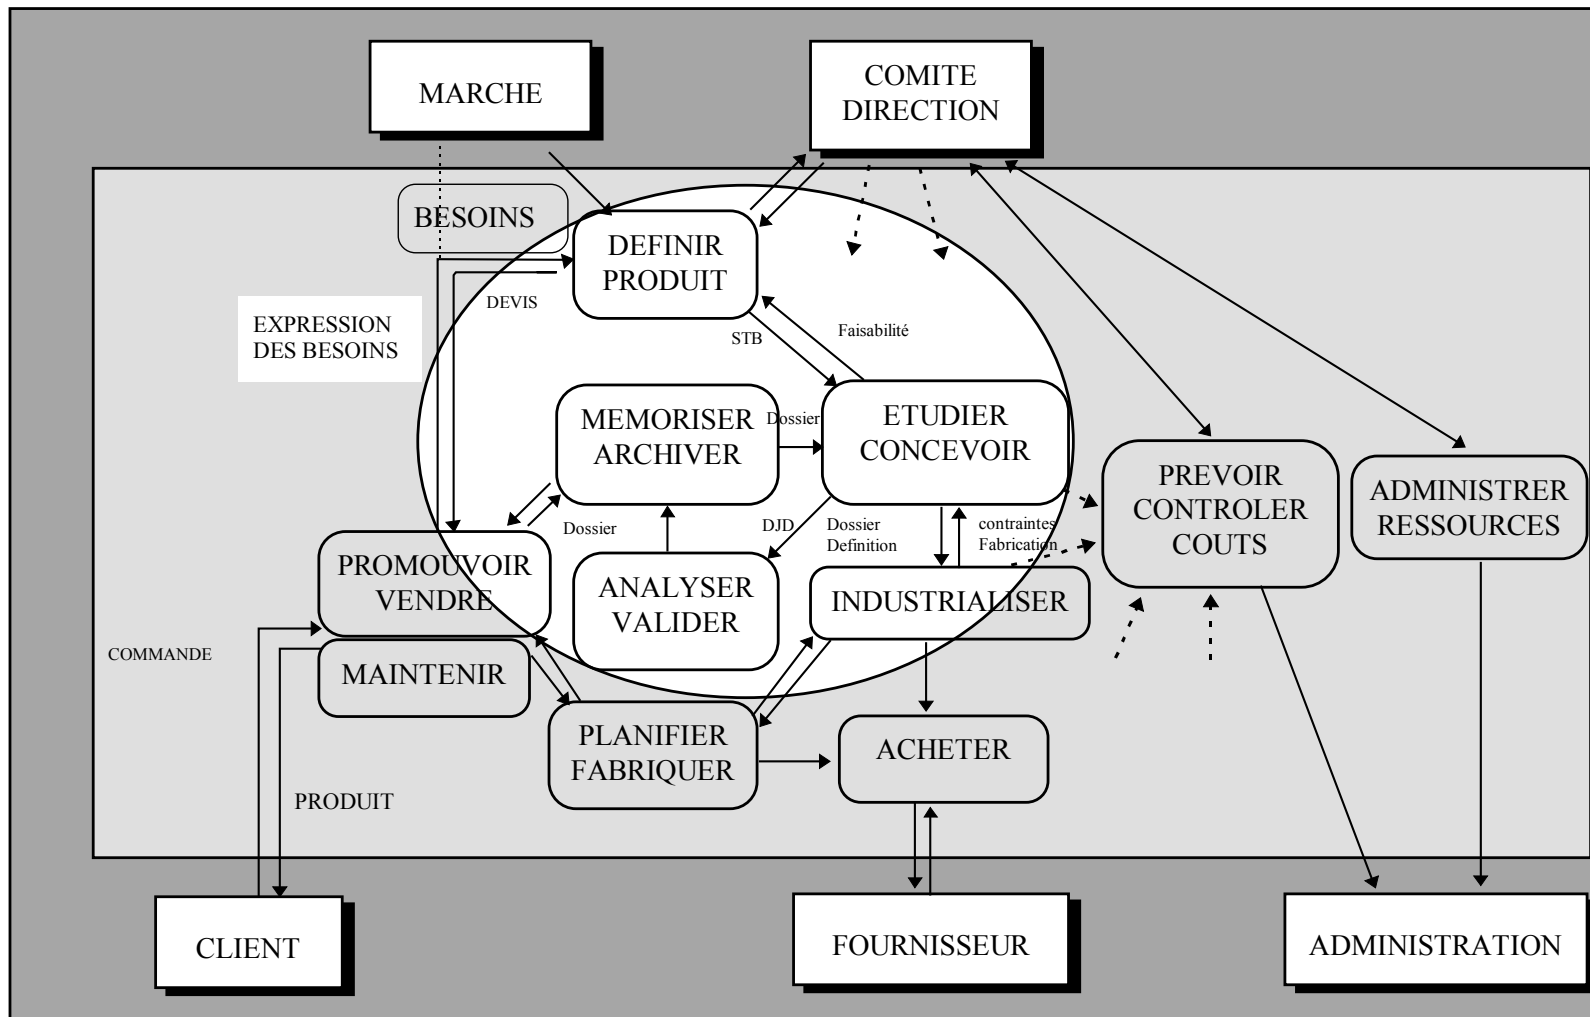 MARCHE
COMITE
DIRECTION
BESOINS
DEFINIR
PRODUIT
DEVIS
EXPRESSION
DES BESOINS
STB
Faisabilité
MEMORISER
ARCHIVER
Dossier
ETUDIER
CONCEVOIR
PREVOIR
CONTROLER
COUTS
ADMINISTRER
RESSOURCES
Dossier
DJD
Dossier
Definition
contraintes
Fabrication
PROMOUVOIR
VENDRE
ANALYSER
VALIDER
INDUSTRIALISER
COMMANDE
MAINTENIR
PLANIFIER
FABRIQUER
ACHETER
PRODUIT
CLIENT
FOURNISSEUR
ADMINISTRATION